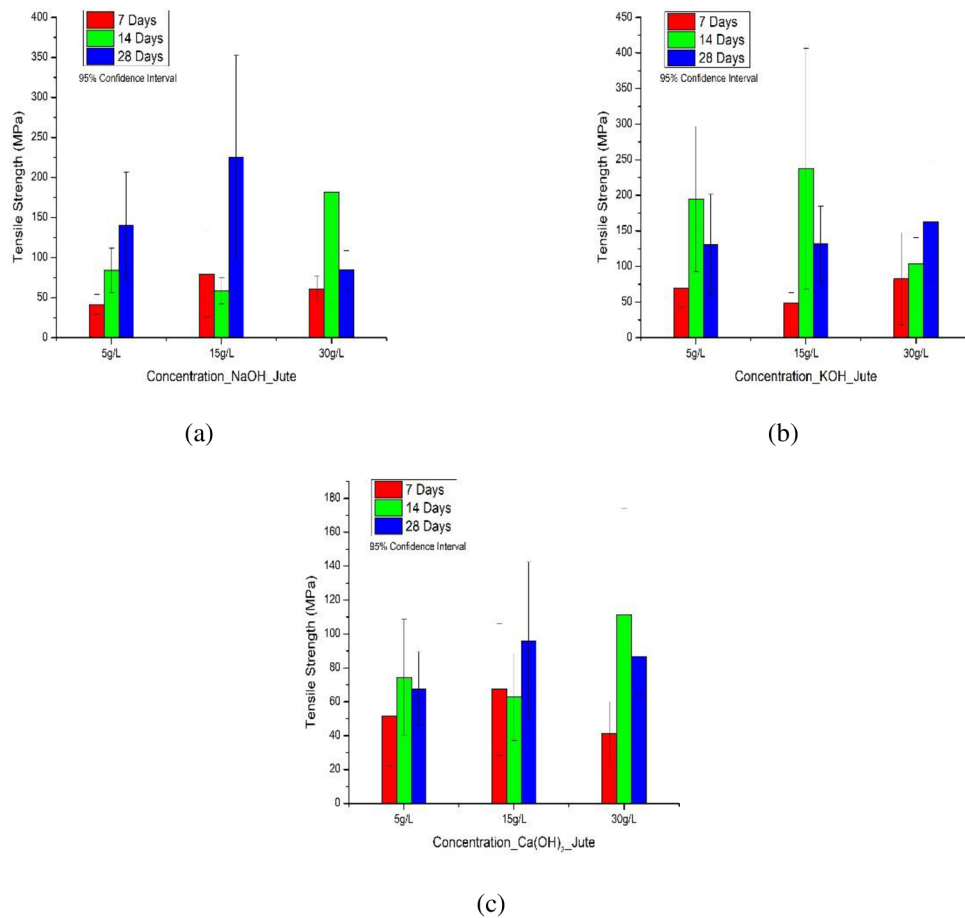 400
350
300
250
200
150
100
50
0
Tensile Strength (MPa)
7 Days
14 Days
28 Days
95% Confidence Interval
5g/L 15g/L 30g/L
Concentration_NaOH_Jute
(a)
450
400
350
300
250
200
150
100
50
0
Tensile Strength (MPa)
7 Days
14 Days
28 Days
95% Confidence Interval
5g/L 15g/L 30g/L
Concentration_KOH_Jute
(b)
180
160
140
120
100
80
60
40
20
0
Tensile Strength (MPa)
7 Days
14 Days
28 Days
95% Confidence Interval
5g/L 15g/L 30g/L
Concentration_Ca(OH)₂_Jute
(c)